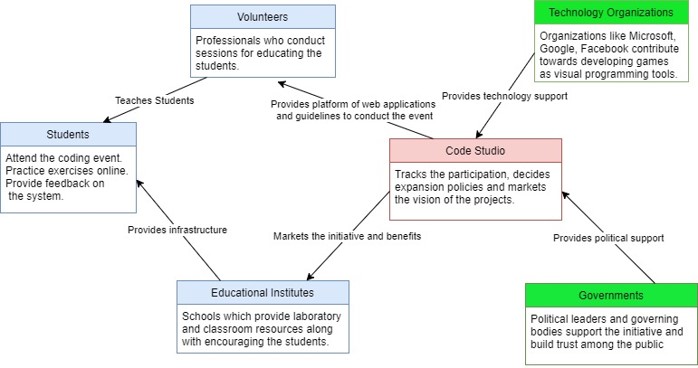 Volunteers
Professionals who conduct
sessions for educating the
students.
Technology Organizations
Organizations like Microsoft,
Google, Facebook contribute
towards developing games
as visual programming tools.
Teaches Students
Provides platform of web applications
and guidelines to conduct the event
Provides technology support
Students
Attend the coding event.
Practice exercises online.
Provide feedback on
the system.
Code Studio
Tracks the participation, decides
expansion policies and markets
the vision of the projects.
Provides infrastructure
Markets the initiative and benefits
Provides political support
Educational Institutes
Schools which provide laboratory
and classroom resources along
with encouraging the students.
Governments
Political leaders and governing
bodies support the initiative and
build trust among the public